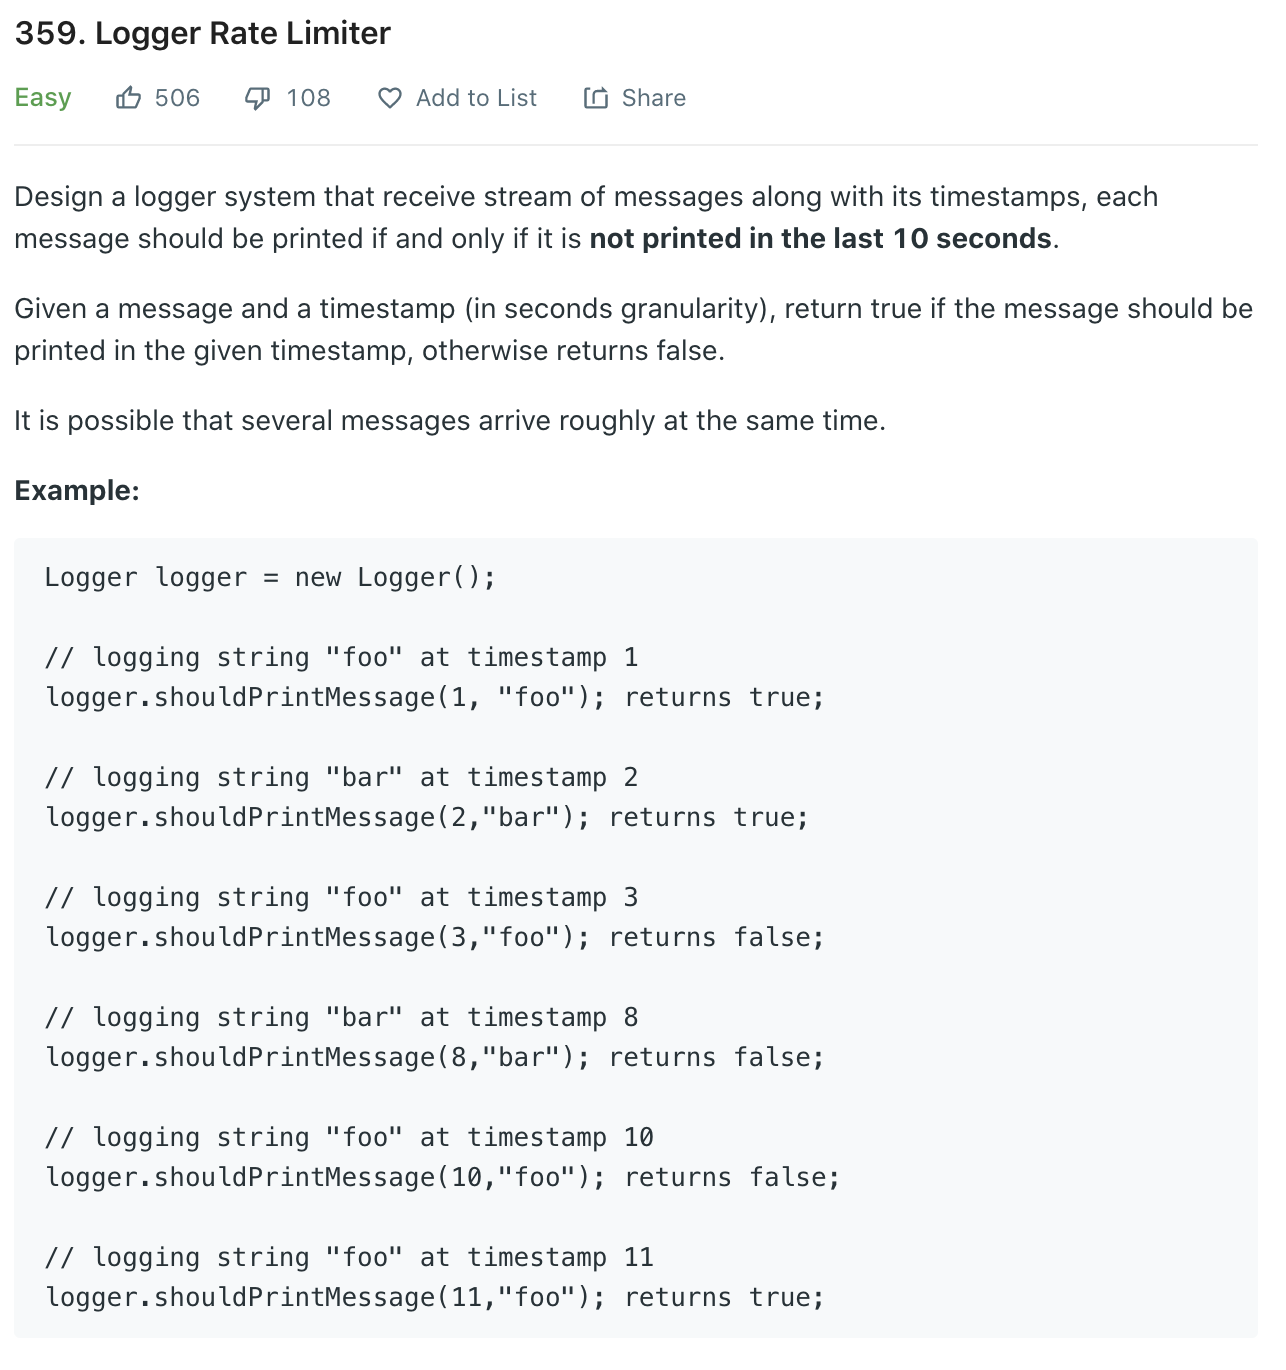 359. Logger Rate Limiter
Easy 506 108 Add to List Share
Design a logger system that receive stream of messages along with its timestamps, each
message should be printed if and only if it is not printed in the last 10 seconds.
Given a message and a timestamp (in seconds granularity), return true if the message should be
printed in the given timestamp, otherwise returns false.
It is possible that several messages arrive roughly at the same time.
Example:
Logger logger = new Logger();
// logging string "foo" at timestamp 1
logger.shouldPrintMessage(1, "foo"); returns true;
// logging string "bar" at timestamp 2
logger.shouldPrintMessage(2,"bar"); returns true;
// logging string "foo" at timestamp 3
logger.shouldPrintMessage(3,"foo"); returns false;
// logging string "bar" at timestamp 8
logger.shouldPrintMessage(8,"bar"); returns false;
// logging string "foo" at timestamp 10
logger.shouldPrintMessage(10,"foo"); returns false;
// logging string "foo" at timestamp 11
logger.shouldPrintMessage(11,"foo"); returns true;